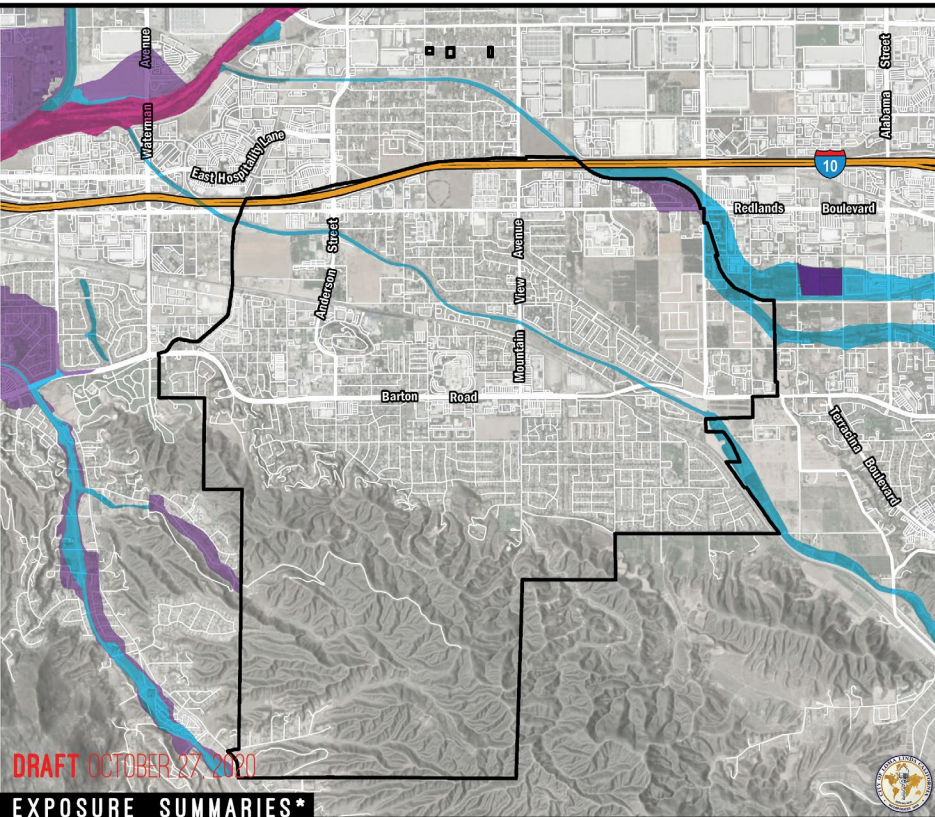 Avenue
Waterman
East Hospitality Lane
Alabama Street
10
Redlands Boulevard
Anderson Street
Mountain View Avenue
Barton Road
Terracina Boulevard
DRAFT OCTOBER 27, 2020
EXPOSURE SUMMARIES*